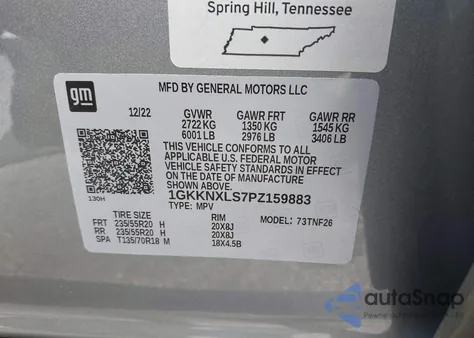 Spring Hill, Tennessee
gm
MFD BY GENERAL MOTORS LLC
12/22 GVWR GAWR FRT GAWR RR
2722 KG 1350 KG 1545 KG
6001 LB 2976 LB 3406 LB
THIS VEHICLE CONFORMS TO ALL
APPLICABLE U.S. FEDERAL MOTOR
VEHICLE SAFETY STANDARDS IN EFFECT
ON THE DATE OF MANUFACTURE SHOWN ABOVE.
1GKKNXLS7PZ159883
130H TYPE: MPV MODEL: 73TNF26
TIRE SIZE RIM
FRT 235/55R20 H 20X8J
RR 235/55R20 H 20X8J
SPA T135/70R18 M 18X4.5B
autoSnap